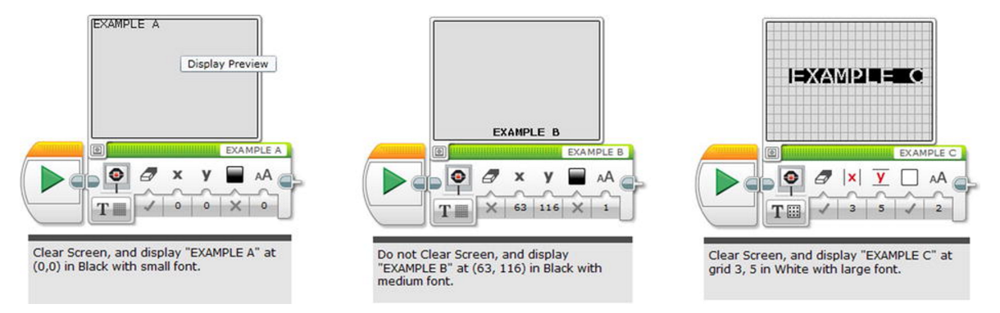 EXAMPLE A
Display Preview
EXAMPLE A
x y AA
T 0 0 0
Clear Screen, and display "EXAMPLE A" at
(0,0) in Black with small font.
EXAMPLE B
EXAMPLE B
x y AA
T 63 116 1
Do not Clear Screen, and display
"EXAMPLE B" at (63, 116) in Black with
medium font.
EXAMPLE C
EXAMPLE C
x y AA
T 3 5 2
Clear Screen, and display "EXAMPLE C" at
grid 3, 5 in White with large font.